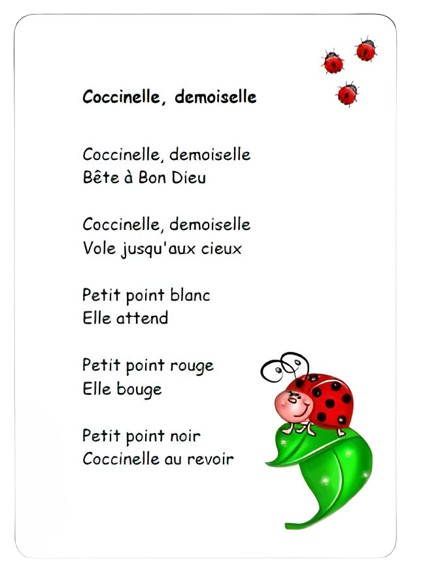 Coccinelle, demoiselle
Coccinelle, demoiselle
Bête à Bon Dieu
Coccinelle, demoiselle
Vole jusqu'aux cieux
Petit point blanc
Elle attend
Petit point rouge
Elle bouge
Petit point noir
Coccinelle au revoir